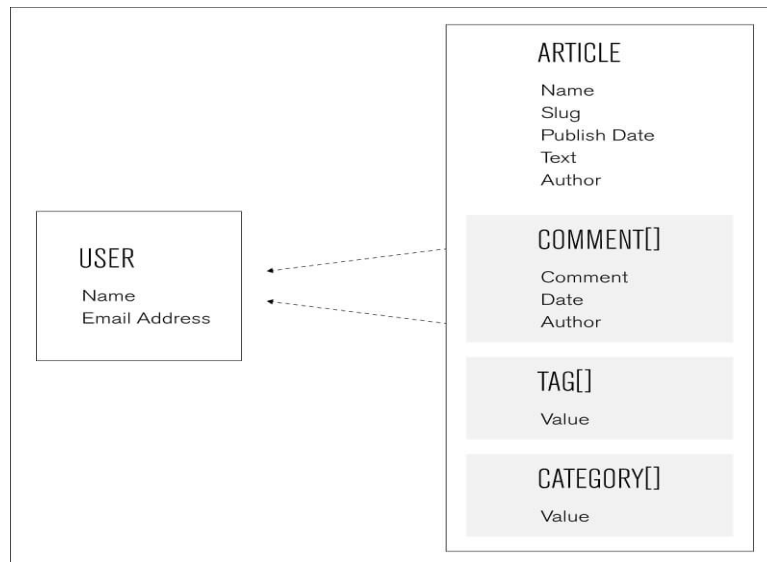 USER
Name
Email Address
ARTICLE
Name
Slug
Publish Date
Text
Author
COMMENT[]
Comment
Date
Author
TAG[]
Value
CATEGORY[]
Value